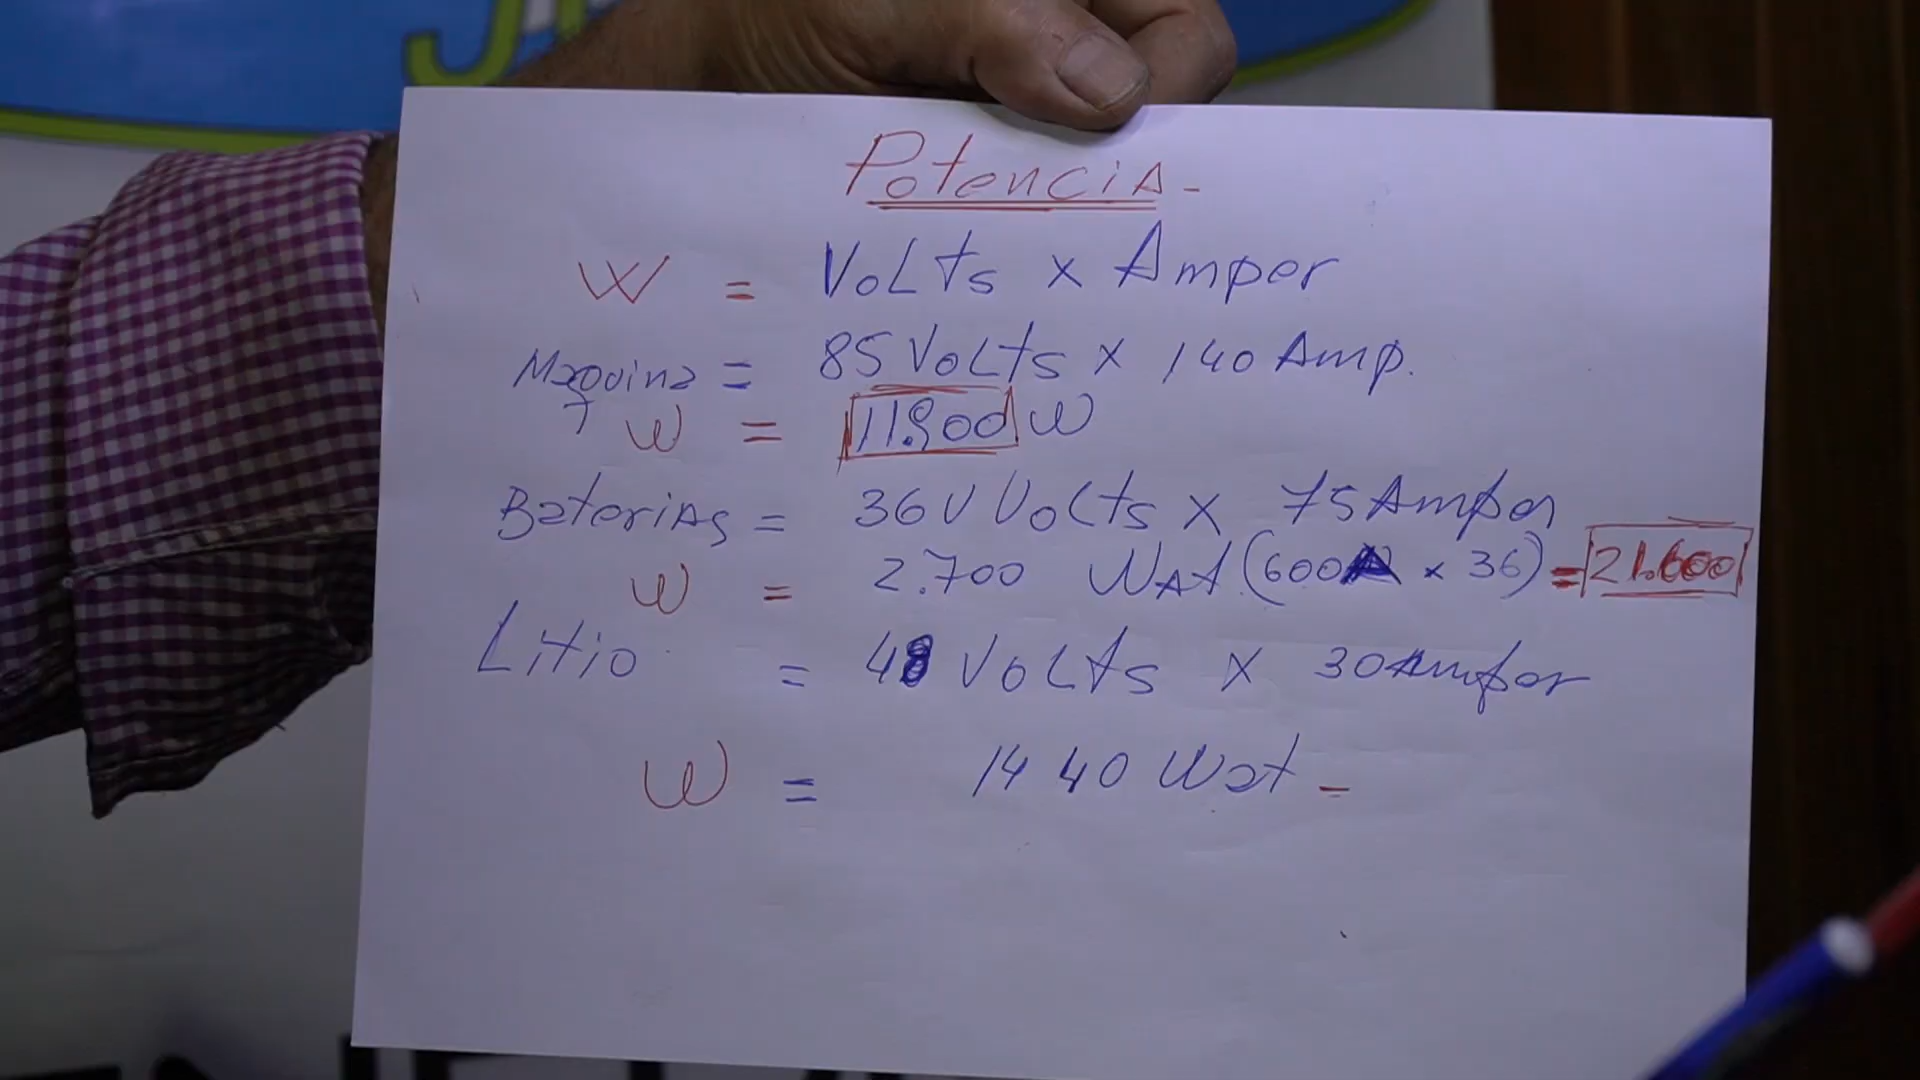 Potencia-
W = Volts x Amper
Maquina = 85 Volts x 140 Amp.
W = 11.900 W
Baterias = 36V Volts x 75 Amper
W = 2.700 Wat (600A x 36) = 21.600
Litio = 48 Volts x 30 Amper
W = 1440 Wat -